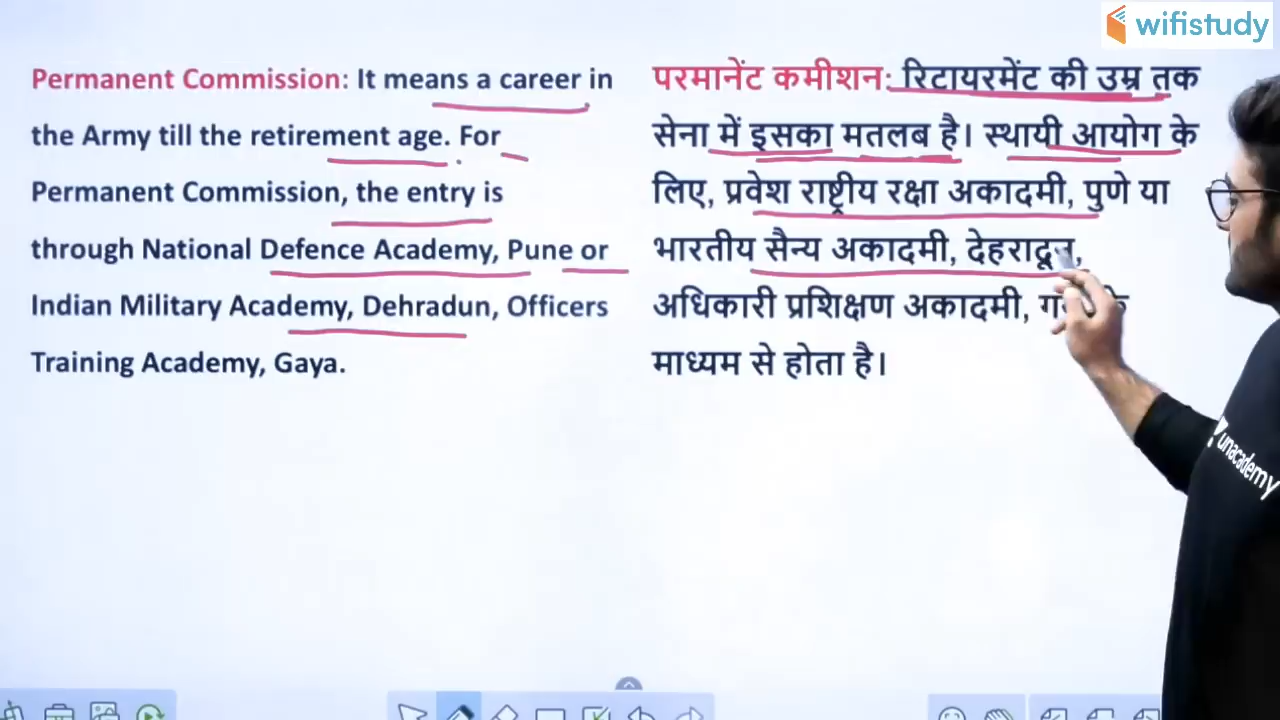 wifistudy
Permanent Commission: It means a career in
the Army till the retirement age. For
Permanent Commission, the entry is
through National Defence Academy, Pune or
Indian Military Academy, Dehradun, Officers
Training Academy, Gaya.
परमानेंट कमीशन: रिटायरमेंट की उम्र तक
सेना में इसका मतलब है। स्थायी आयोग के
लिए, प्रवेश राष्ट्रीय रक्षा अकादमी, पुणे या
भारतीय सैन्य अकादमी, देहरादून,
अधिकारी प्रशिक्षण अकादमी,
माध्यम से होता है।
unacademy